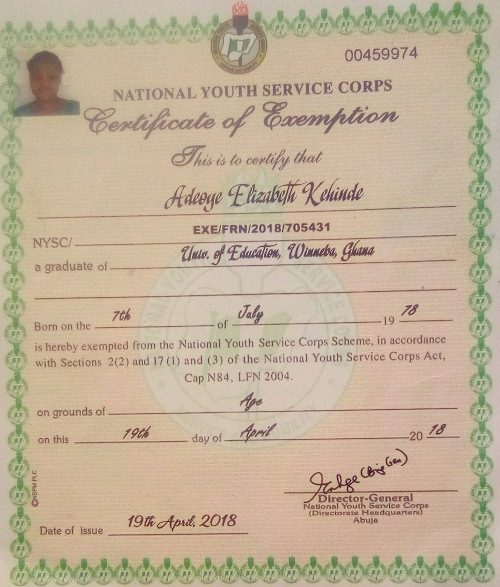 00459974
NATIONAL YOUTH SERVICE CORPS
Certificate of Exemption
This is to certify that
Adeoye Elizabeth Kehinde
NYSC/ EXE/FRN/2018/705431
a graduate of Univ. of Education, Winneba, Ghana
Born on the 7th of July 19 78
is hereby exempted from the National Youth Service Corps Scheme, in accordance
with Sections 2(2) and 17 (1) and (3) of the National Youth Service Corps Act,
Cap N84, LFN 2004.
on grounds of Age
on this 19th day of April 20 18
Director-General
National Youth Service Corps
(Directorate Headquarters)
Abuja
Date of Issue 19th April, 2018
©NSPM PLC